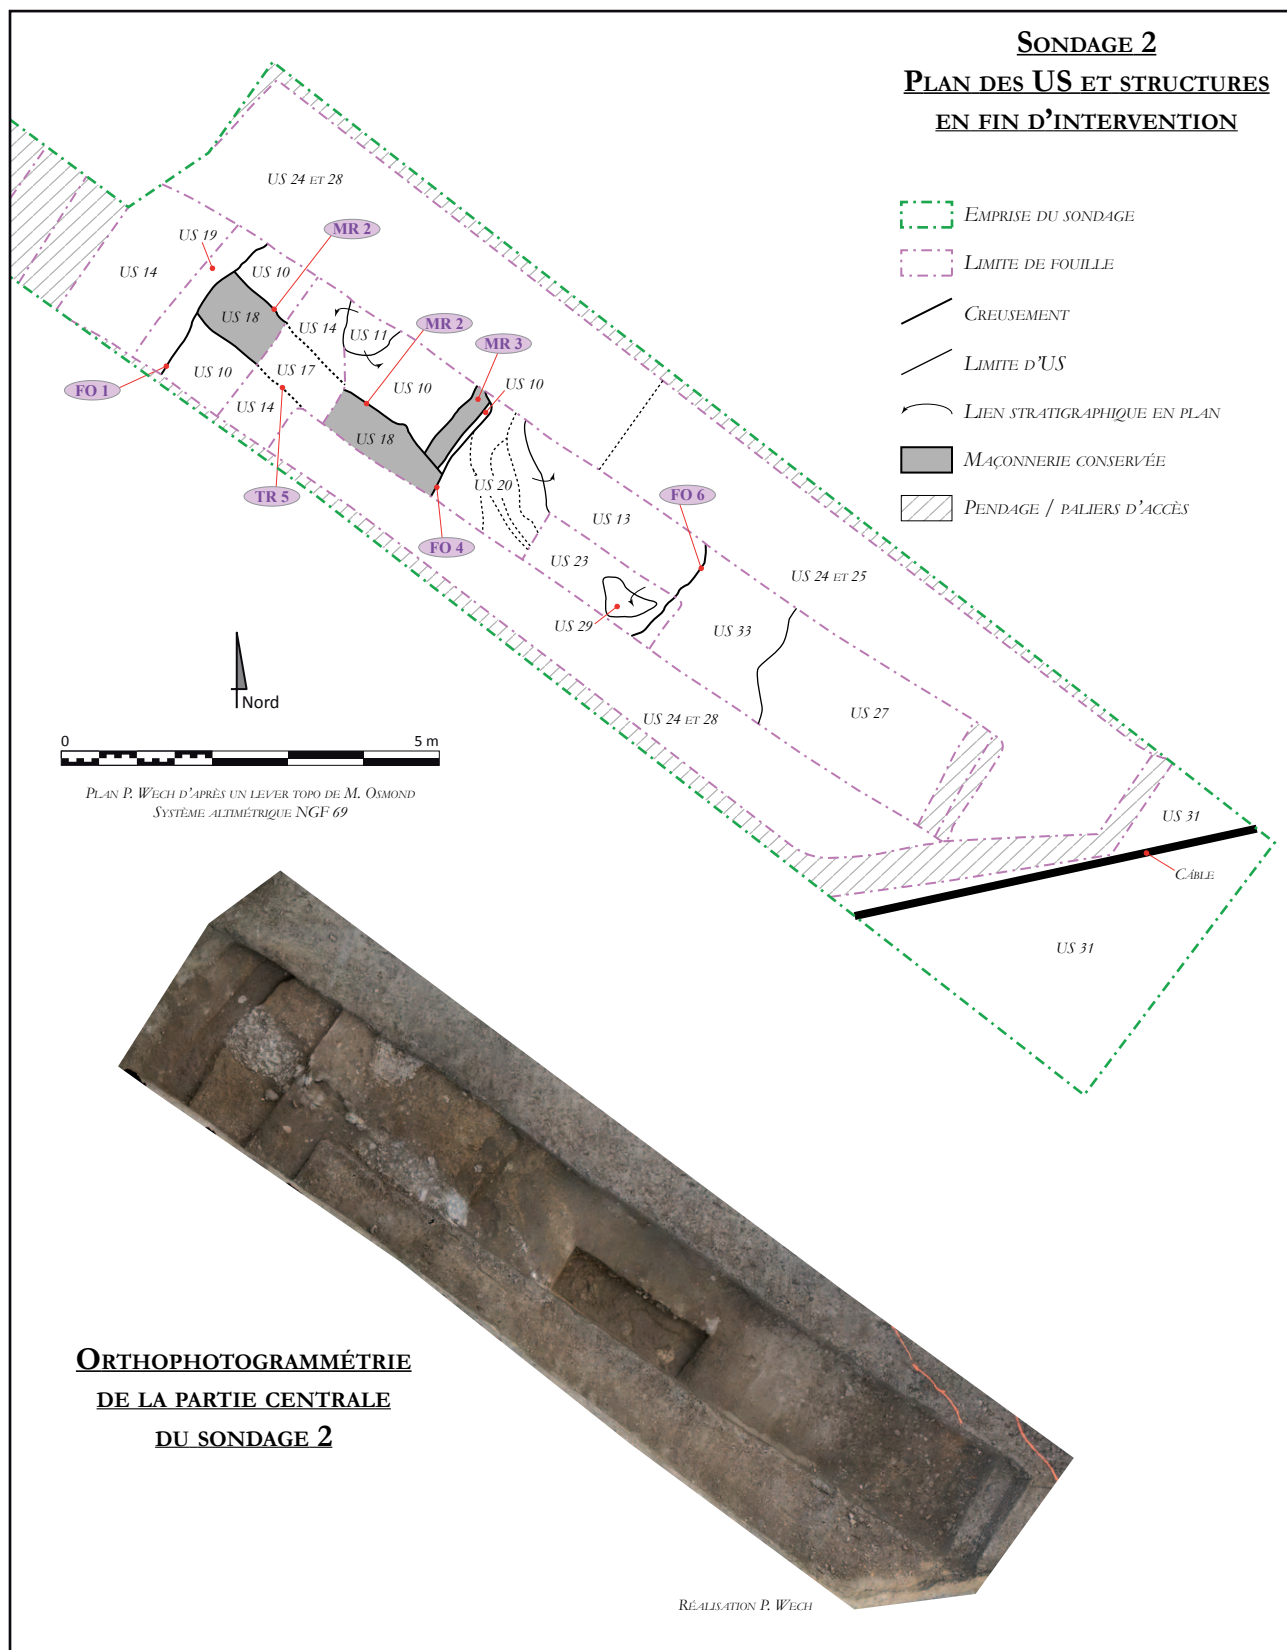 Sondage 2
Plan des US et structures
en fin d'intervention
Emprise du sondage
Limite de fouille
Creusement
Limite d'US
Lien stratigraphique en plan
Maçonnerie conservée
Pendage / paliers d'accès
US 24 et 28
US 19
MR 2
US 14
US 10
US 18
US 14
US 11
MR 2
MR 3
FO 1
US 10
US 17
US 10
US 10
US 14
US 18
TR 5
US 20
FO 4
FO 6
US 13
US 23
US 24 et 25
US 29
US 33
US 24 et 28
US 27
US 31
Câble
US 31
Nord
0 5 m
Plan P. Wech d'après un lever topo de M. Osmond
Système altimétrique NGF 69
Orthophotogrammétrie
de la partie centrale
du sondage 2
Réalisation P. Wech